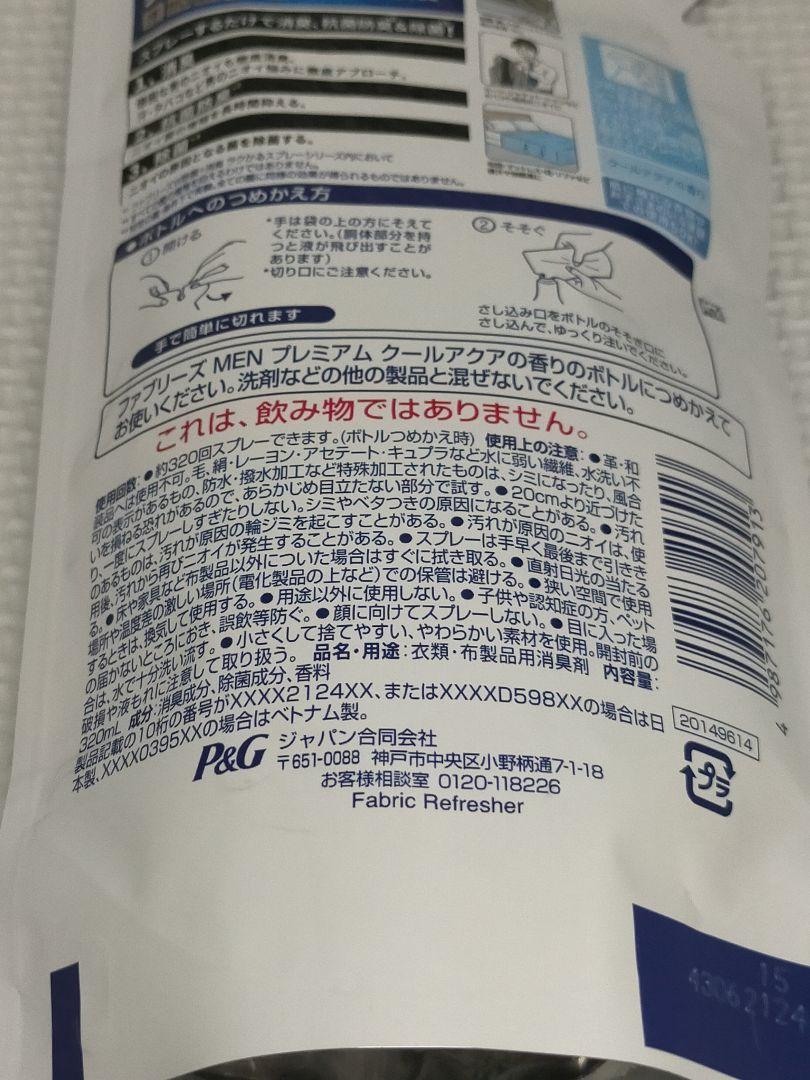 スプレーするだけで消臭、抗菌防臭&除菌!
1. 消臭
2. 抗菌防臭
3. 除菌
ニオイの原因となる菌を除菌する。
クールアクアの香り
●ボトルへのつめかえ方
①開ける
*手は袋の上の方にそえて
ください。(胴体部分を持
つと液が飛び出すことが
あります)
*切り口にご注意ください。
手で簡単に切れます
②そそぐ
さし込み口をボトルのそそぎ口に
さし込んで、ゆっくり注いでください。
ファブリーズ MEN プレミアム クールアクアの香りのボトルにつめかえて
お使いください。洗剤などの他の製品と混ぜないでください。
これは、飲み物ではありません。
使用回数:●約320回スプレーできます。(ボトルつめかえ時) 使用上の注意:●革・和
装品へは使用不可。毛、絹・レーヨン・アセテート・キュプラなど水に弱い繊維、水洗い不
可の表示があるもの、防水・撥水加工など特殊加工されたものは、シミになったり、風合
いを損ねる恐れがあるので、あらかじめ目立たない部分で試す。●20cmより近づけた
り、一度にスプレーしすぎたりしない。シミやベタつきの原因になることがある。●汚れ
のあるものは、汚れが原因の輪ジミを起こすことがある。●汚れが原因のニオイは、使
用後、汚れから再びニオイが発生することがある。●スプレーは手早く最後まで引きき
る。●床や家具など布製品以外についた場合はすぐに拭き取る。●直射日光の当たる
場所や温度差の激しい場所(電化製品の上など)での保管は避ける。●狭い空間で使用
するときは、換気して使用する。●用途以外に使用しない。●子供や認知症の方、ペット
の届かないところにおき、誤飲等防ぐ。●顔に向けてスプレーしない。●目に入った場
合は、水で十分洗い流す。●小さくして捨てやすい、やわらかい素材を使用。開封前の
破損や液もれに注意して取り扱う。 品名・用途:衣類・布製品用消臭剤 内容量:
320mL 成分:消臭成分、除菌成分、香料
製品記載の10桁の番号がXXXX2124XX、またはXXXXD598XXの場合は日
本製、XXXX0395XXの場合はベトナム製。
P&G ジャパン合同会社
〒651-0088 神戸市中央区小野柄通7-1-18
お客様相談室 0120-118226
Fabric Refresher
4 987176 207913
20149614
プラ
15
43062124